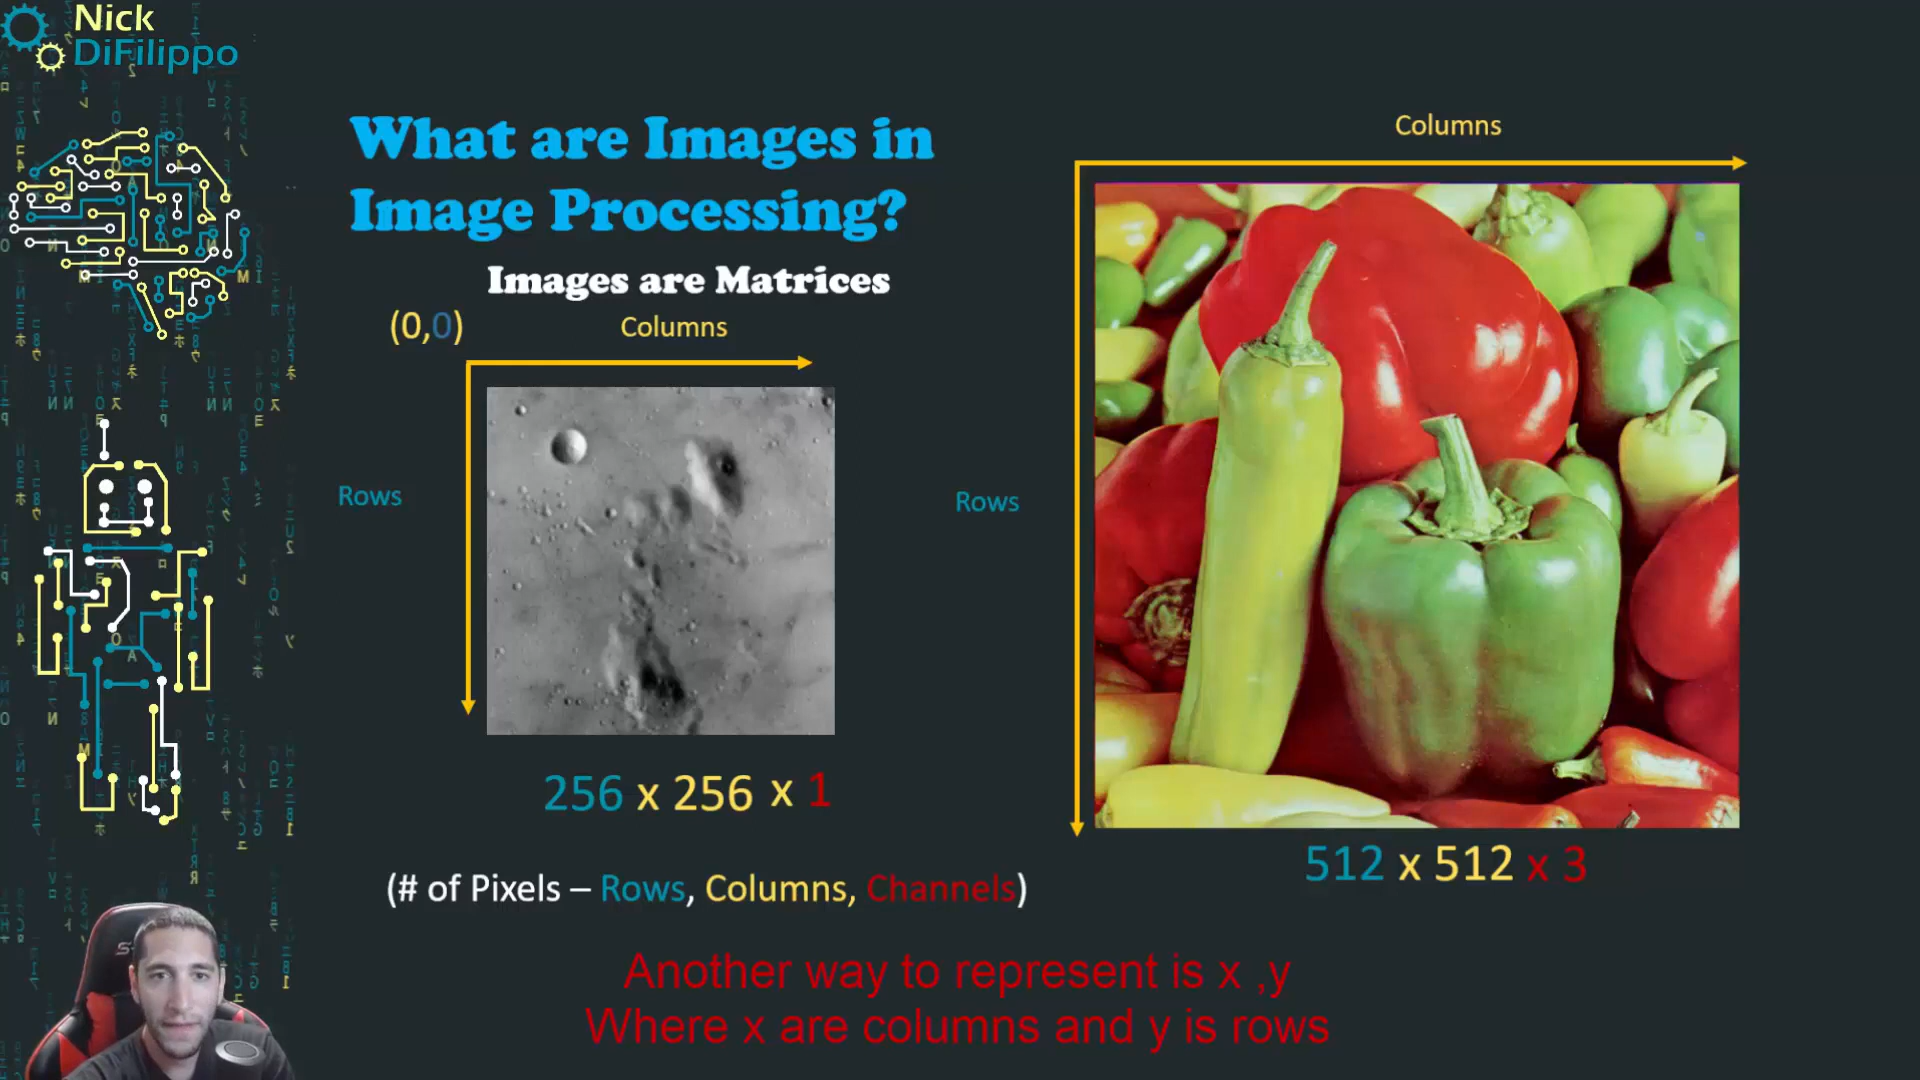 Nick
DiFilippo
What are Images in
Image Processing?
Images are Matrices
(0,0)
Columns
Rows
256 x 256 x 1
(# of Pixels – Rows, Columns, Channels)
Columns
Rows
512 x 512 x 3
Another way to represent is x ,y
Where x are columns and y is rows